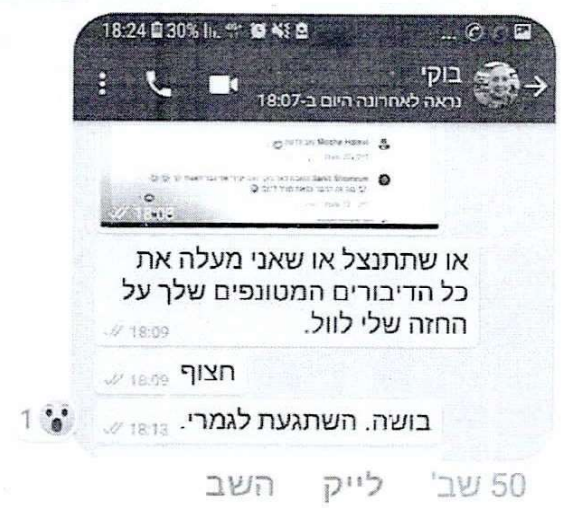 18:24 30%
בוקי
נראה לאחרונה היום ב-18:07
Moshe Halevi
18:08
או שתתנצל או שאני מעלה את
כל הדיבורים המטונפים שלך על
החזה שלי לוול.
18:09
חצוף 18:09
בושה. השתגעת לגמרי. 18:13
1
50 שב' לייק השב